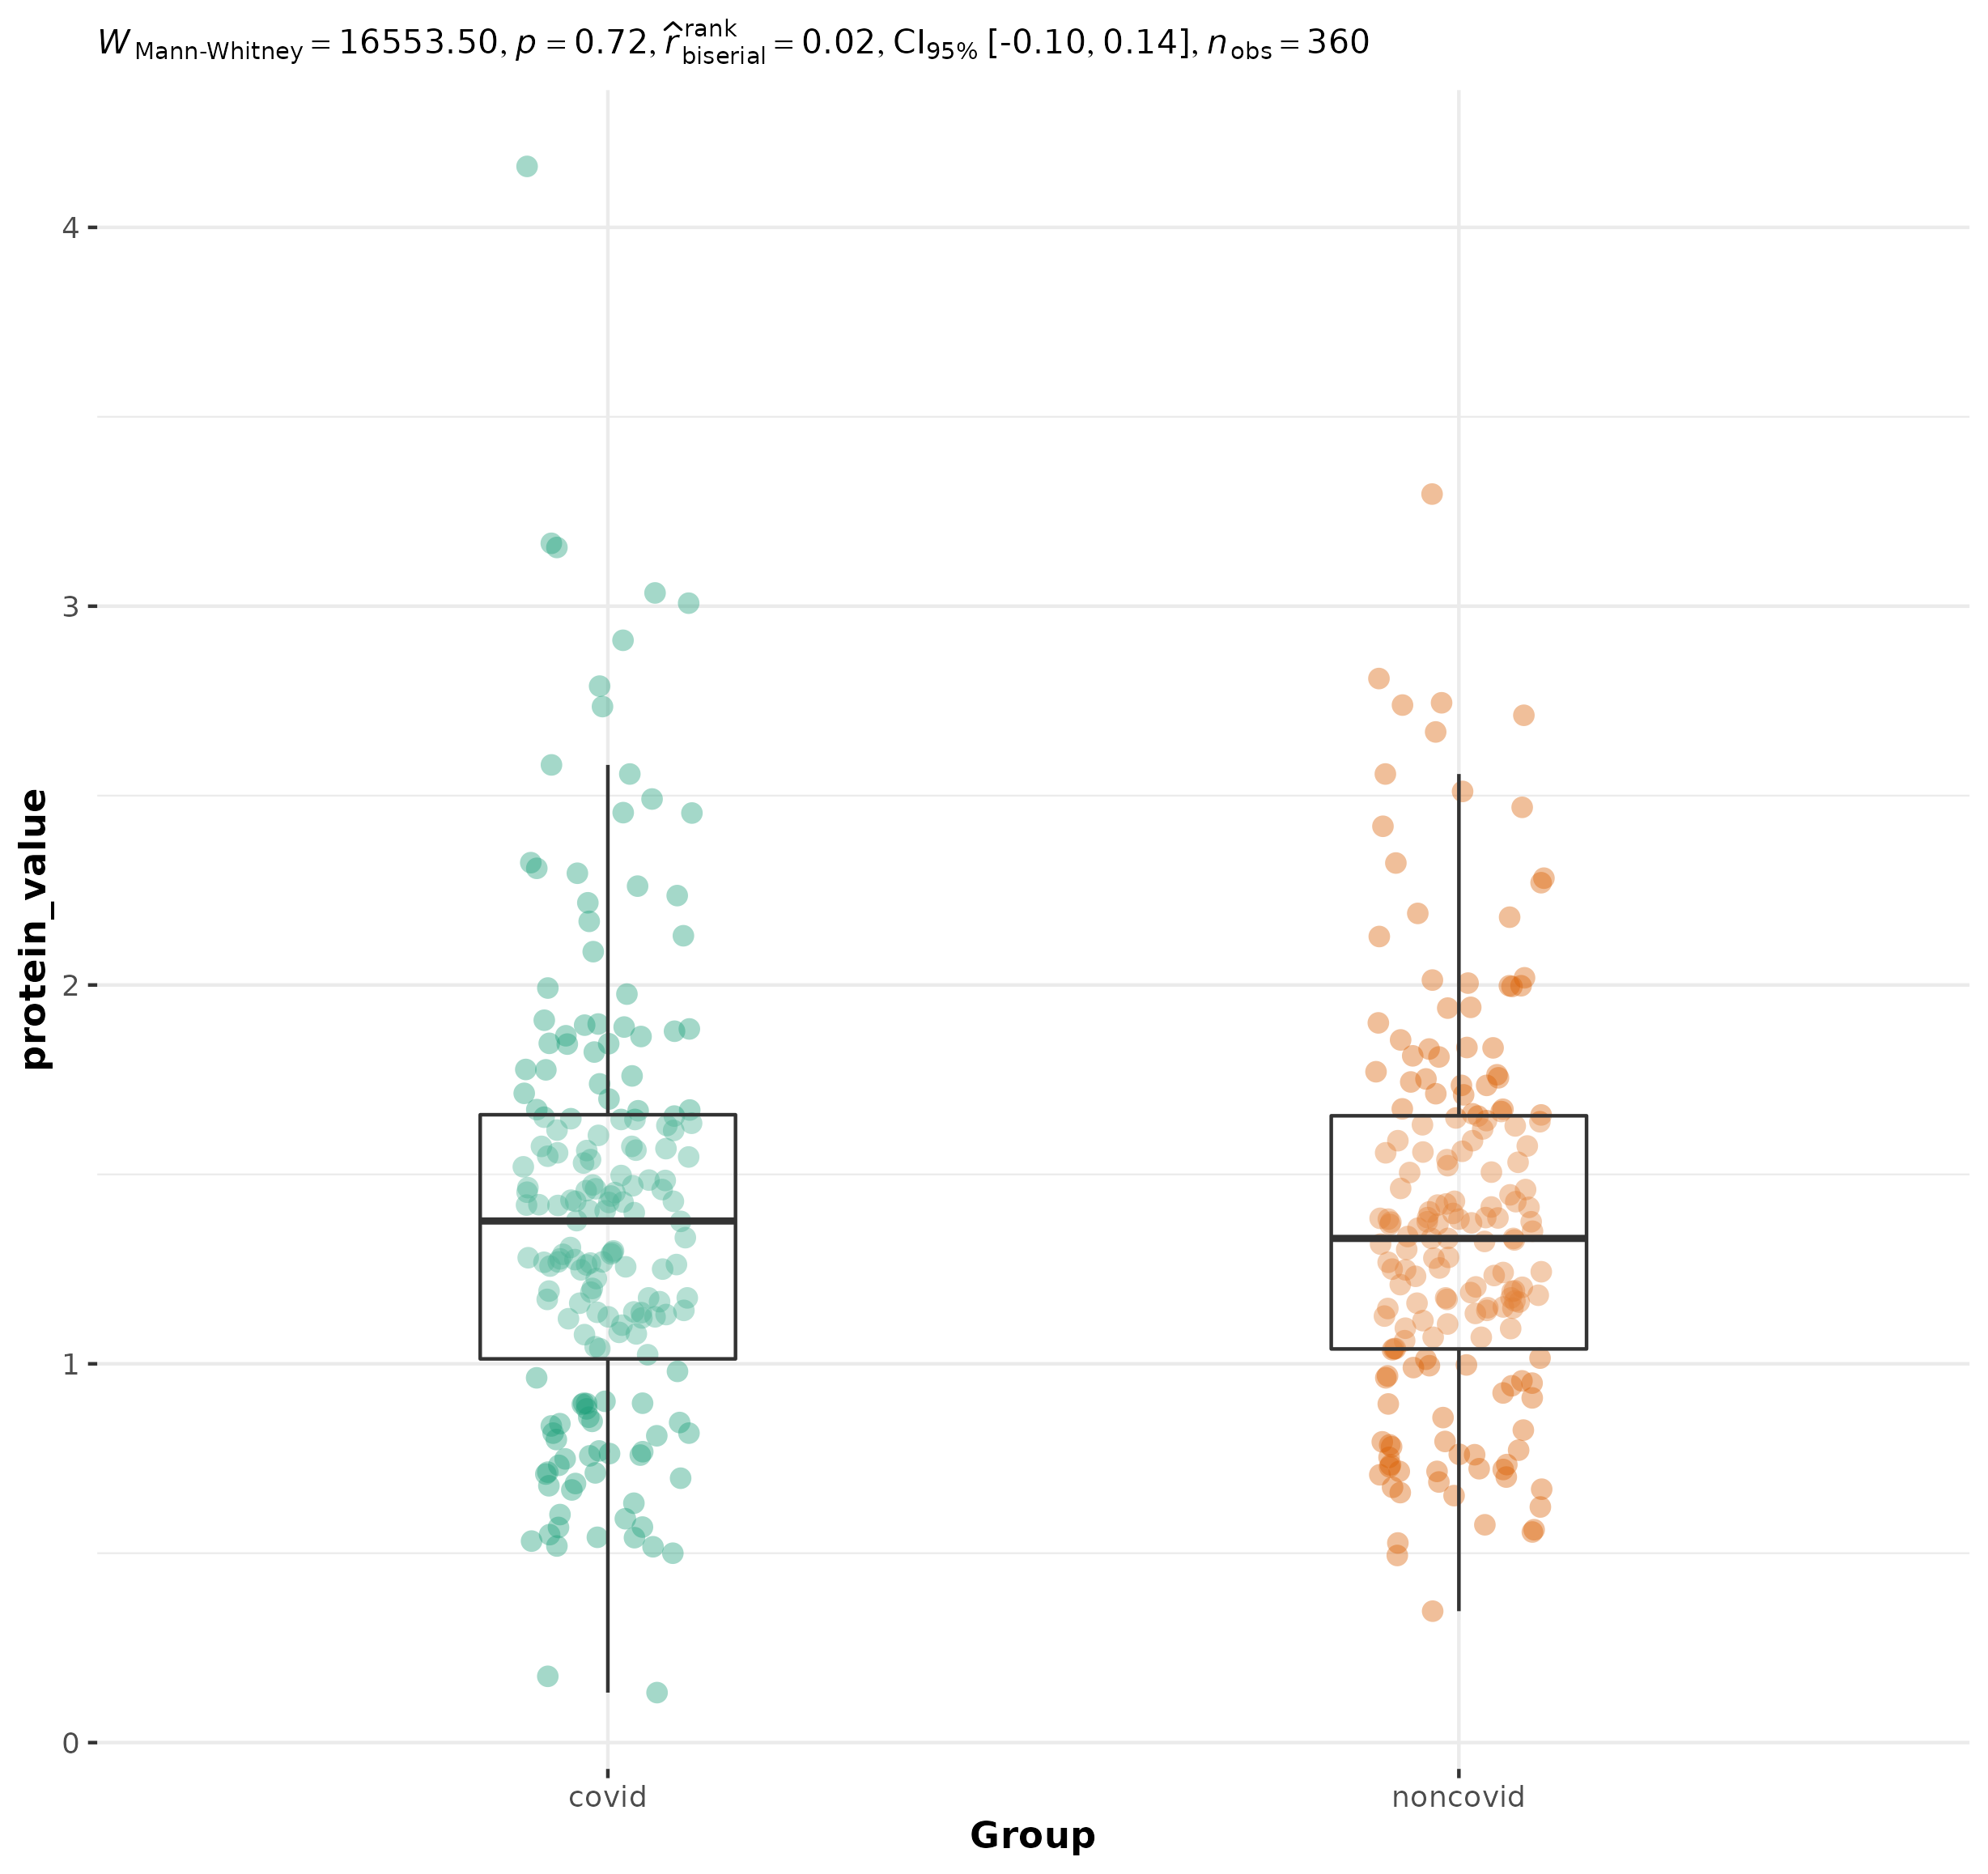 W Mann-Whitney = 16553.50, p = 0.72, r̂ rank biserial = 0.02, CI95% [-0.10, 0.14], n obs = 360
4
3
2
1
0
protein_value
covid noncovid
Group